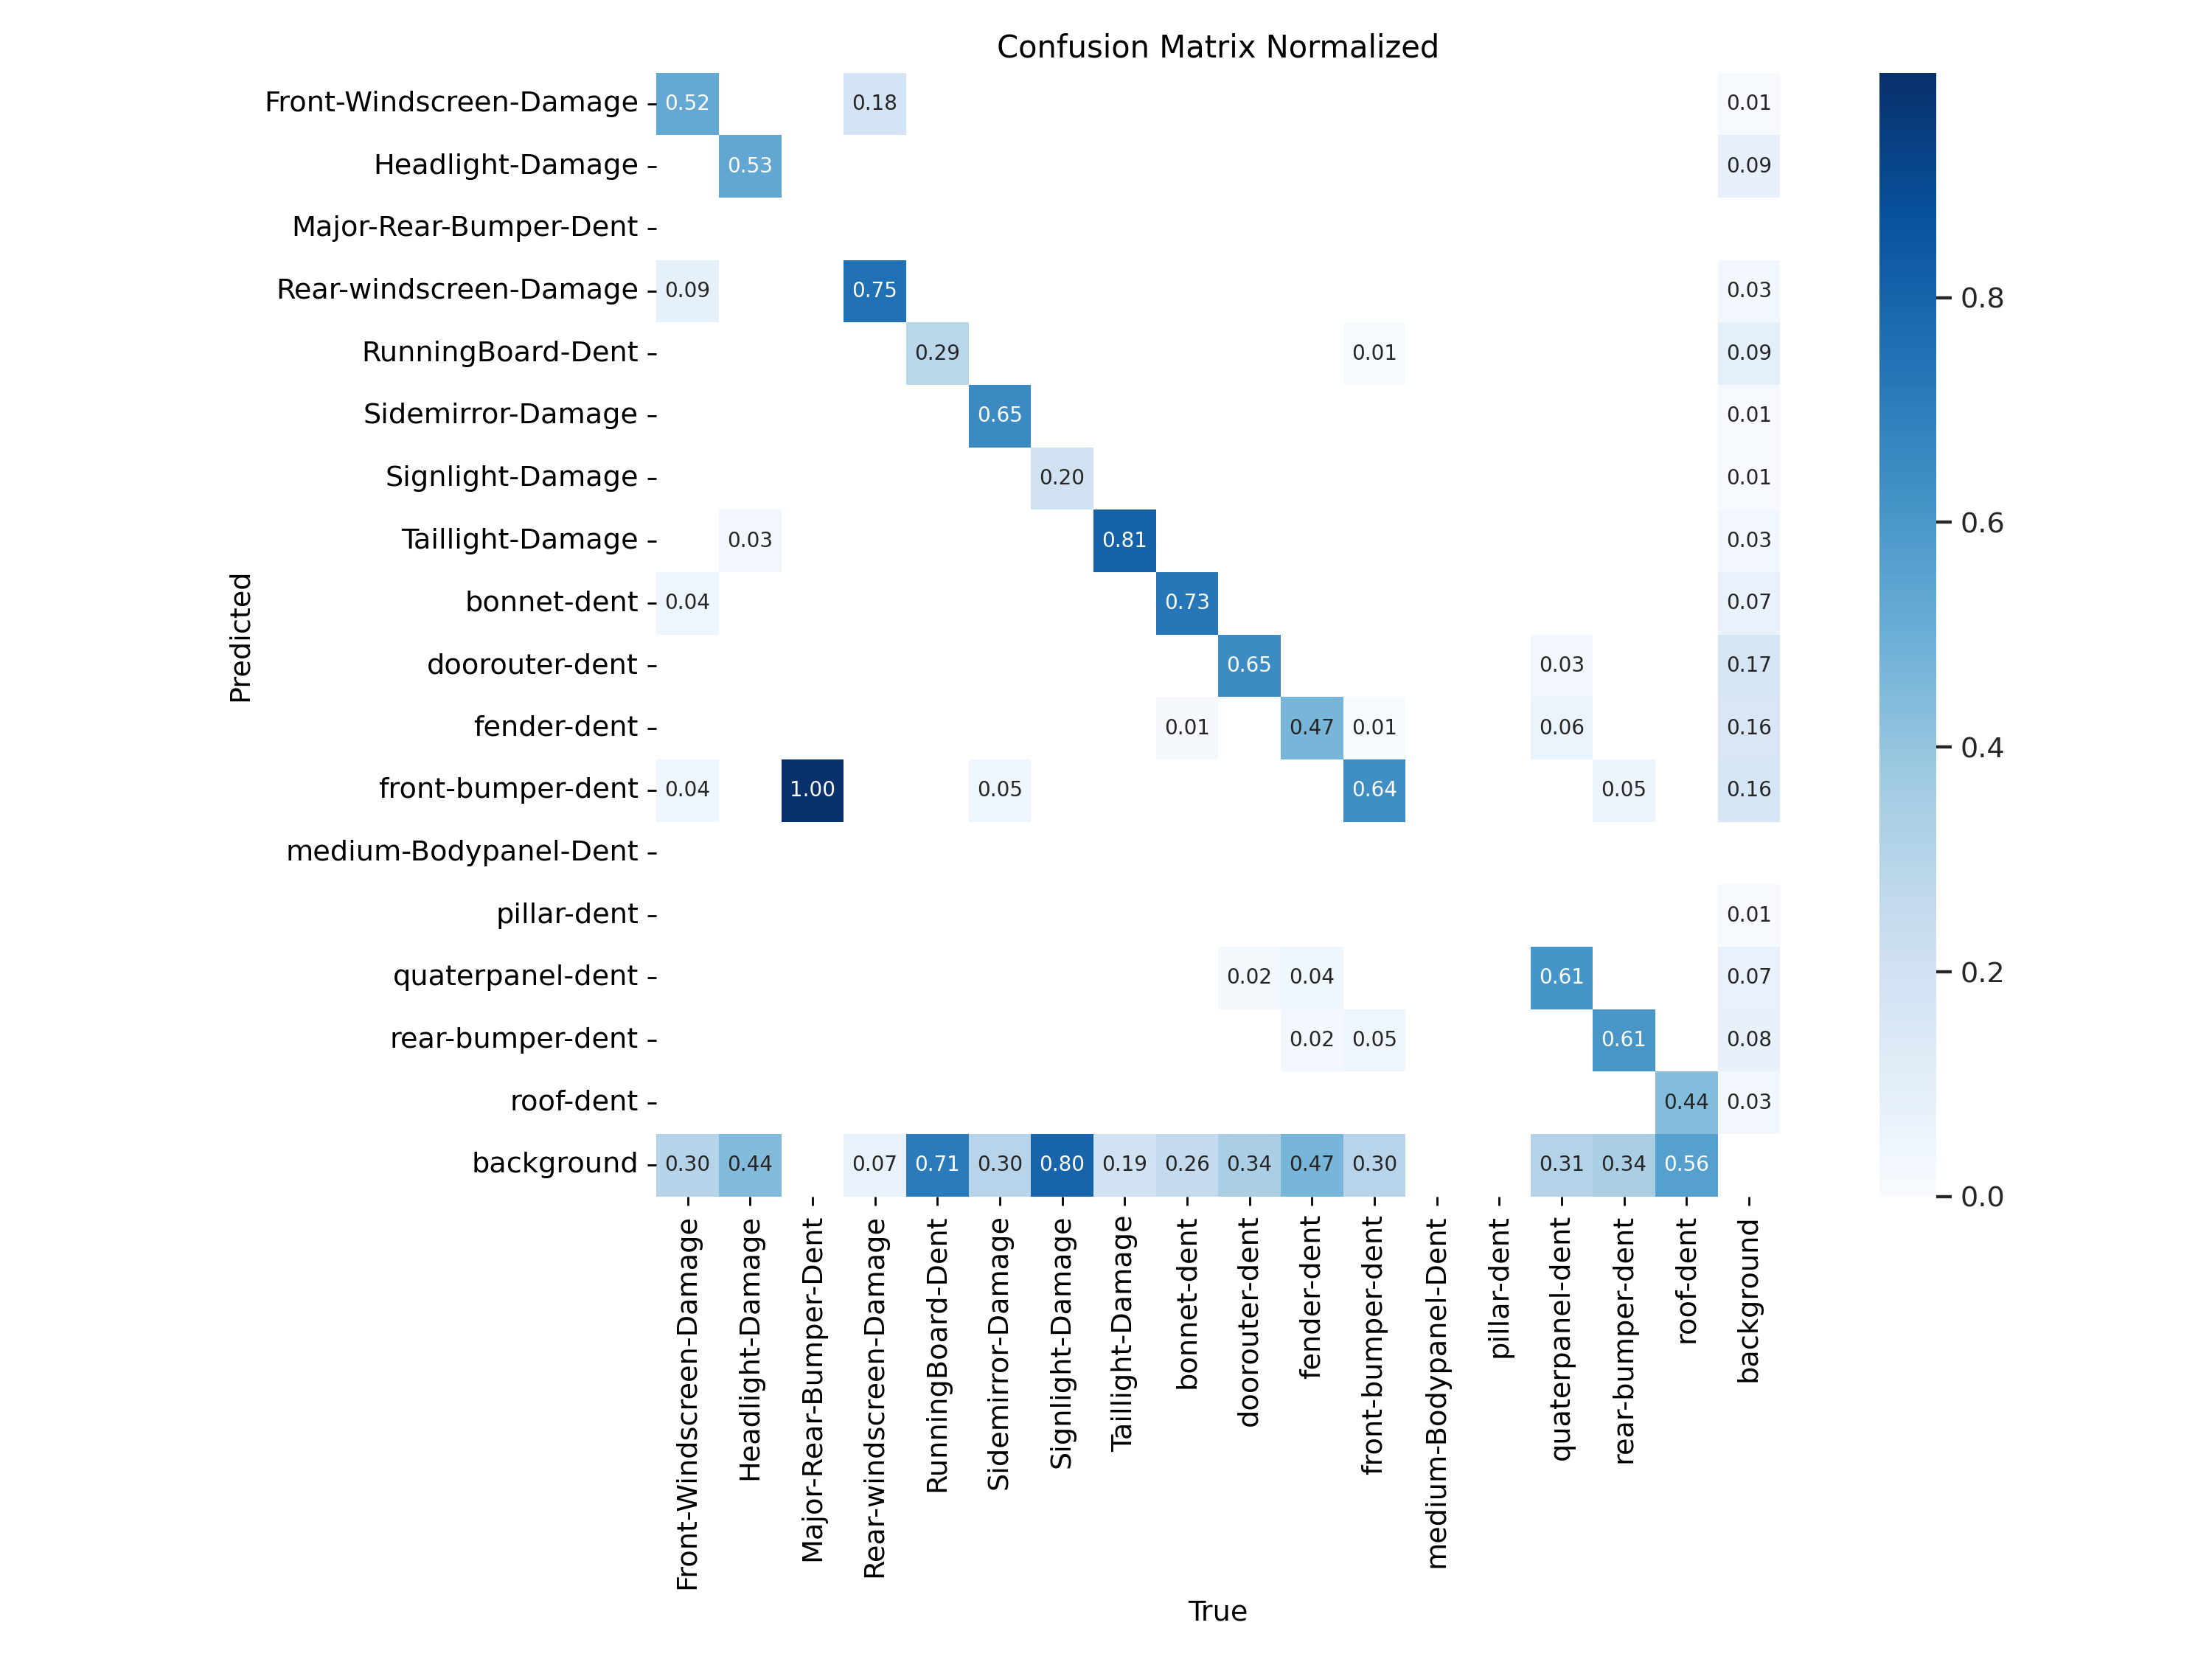 Confusion Matrix Normalized
Front-Windscreen-Damage 0.52 0.18 0.01
Headlight-Damage 0.53 0.09
Major-Rear-Bumper-Dent
Rear-windscreen-Damage 0.09 0.75 0.03
RunningBoard-Dent 0.29 0.01 0.09
Sidemirror-Damage 0.65 0.01
Signlight-Damage 0.20 0.01
Taillight-Damage 0.03 0.81 0.03
bonnet-dent 0.04 0.73 0.07
doorouter-dent 0.65 0.03 0.17
fender-dent 0.01 0.47 0.01 0.06 0.16
front-bumper-dent 0.04 1.00 0.05 0.64 0.05 0.16
medium-Bodypanel-Dent
pillar-dent 0.01
quaterpanel-dent 0.02 0.04 0.61 0.07
rear-bumper-dent 0.02 0.05 0.61 0.08
roof-dent 0.44 0.03
background 0.30 0.44 0.07 0.71 0.30 0.80 0.19 0.26 0.34 0.47 0.30 0.31 0.34 0.56
Predicted
Front-Windscreen-Damage
Headlight-Damage
Major-Rear-Bumper-Dent
Rear-windscreen-Damage
RunningBoard-Dent
Sidemirror-Damage
Signlight-Damage
Taillight-Damage
bonnet-dent
doorouter-dent
fender-dent
front-bumper-dent
medium-Bodypanel-Dent
pillar-dent
quaterpanel-dent
rear-bumper-dent
roof-dent
background
True
0.8
0.6
0.4
0.2
0.0